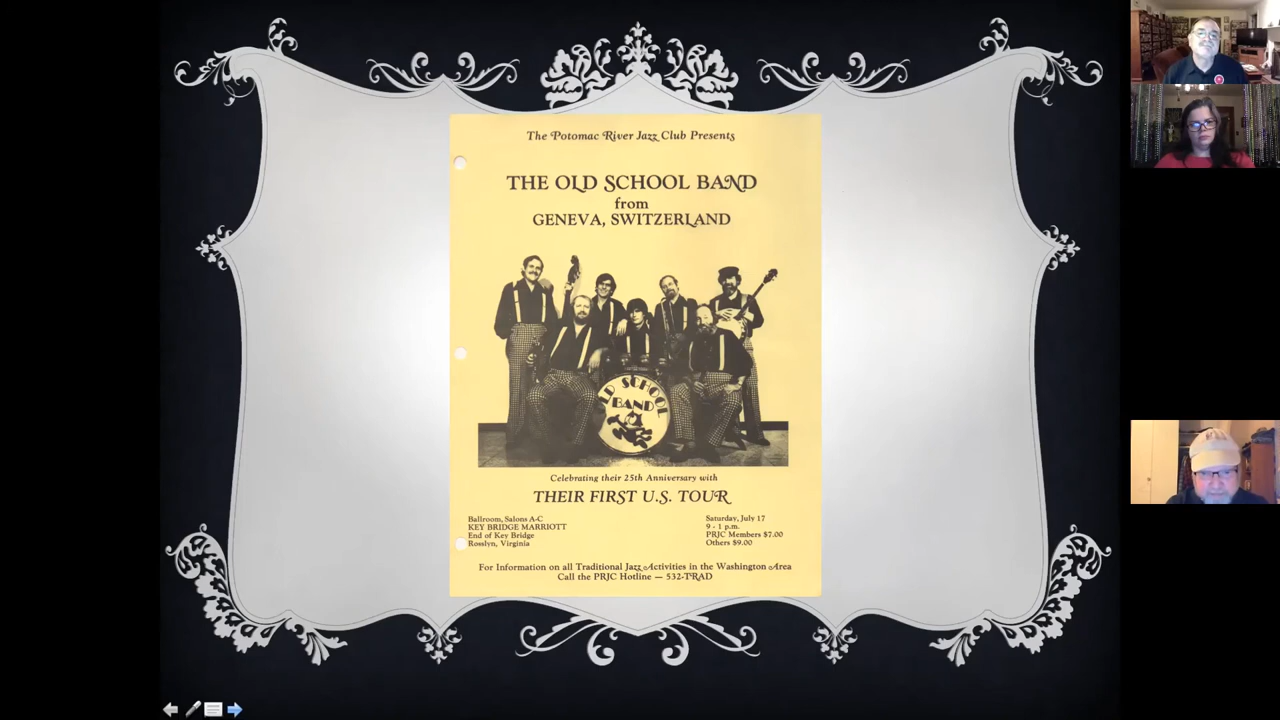 The Potomac River Jazz Club Presents
THE OLD SCHOOL BAND
from
GENEVA, SWITZERLAND
OLD SCHOOL
BAND
Celebrating their 25th Anniversary with
THEIR FIRST U.S. TOUR
Ballroom, Salons A-C
KEY BRIDGE MARRIOTT
End of Key Bridge
Rosslyn, Virginia
Saturday, July 17
9 - 1 p.m.
PRJC Members $7.00
Others $9.00
For Information on all Traditional Jazz Activities in the Washington Area
Call the PRJC Hotline — 532-TRAD